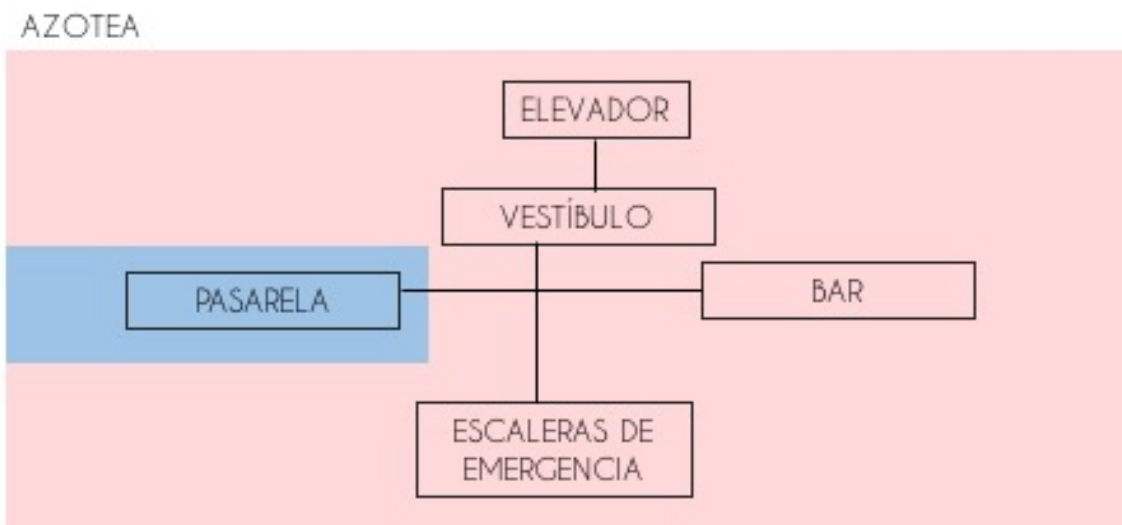 AZOTEA
ELEVADOR
VESTÍBULO
PASARELA
BAR
ESCALERAS DE
EMERGENCIA